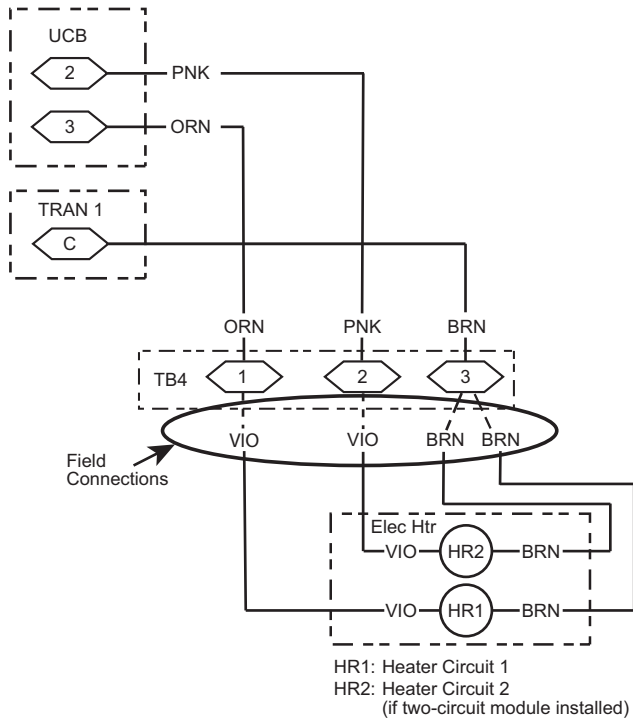 UCB
2
PNK
3
ORN
TRAN 1
C
ORN PNK BRN
TB4 1 2 3
VIO VIO BRN BRN
Field
Connections
Elec Htr
VIO HR2 BRN
VIO HR1 BRN
HR1: Heater Circuit 1
HR2: Heater Circuit 2
(if two-circuit module installed)